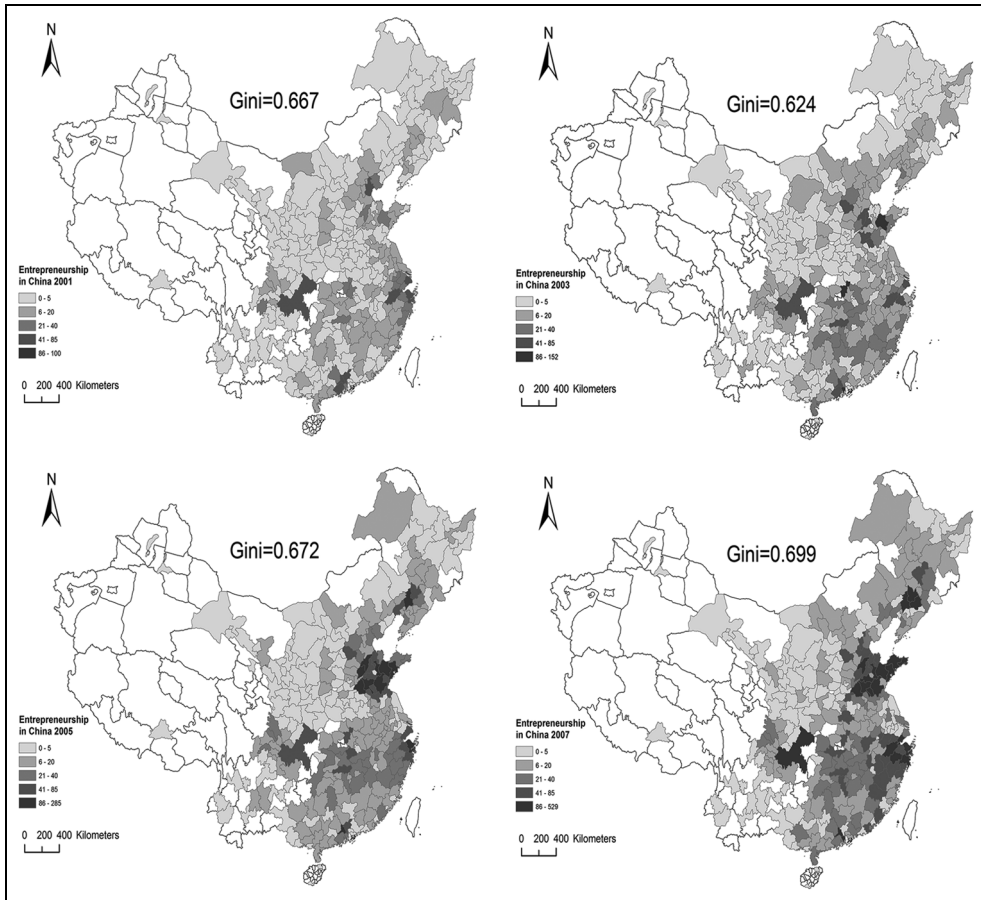 N
Gini=0.667
Entrepreneurship
in China 2001
0 - 5
6 - 20
21 - 40
41 - 85
86 - 100
0 200 400 Kilometers
N
Gini=0.624
Entrepreneurship
in China 2003
0 - 5
6 - 20
21 - 40
41 - 85
86 - 152
0 200 400 Kilometers
N
Gini=0.672
Entrepreneurship
in China 2005
0 - 5
6 - 20
21 - 40
41 - 85
86 - 285
0 200 400 Kilometers
N
Gini=0.699
Entrepreneurship
in China 2007
0 - 5
6 - 20
21 - 40
41 - 85
86 - 529
0 200 400 Kilometers